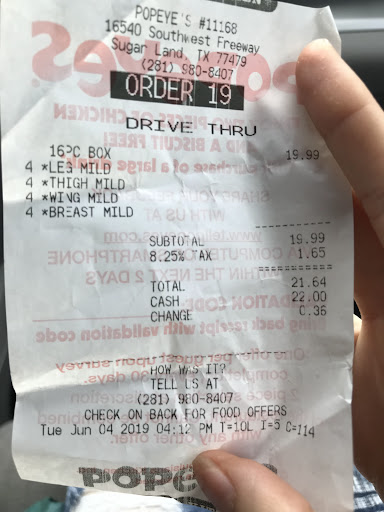 POPEYE'S #11168
16540 Southwest Freeway
Sugar Land, TX 77479
(281) 980-8407
ORDER 19
DRIVE THRU
16PC BOX 19.99
4 *LEG MILD
4 *THIGH MILD
4 *WING MILD
4 *BREAST MILD
SUBTOTAL 19.99
8.25% TAX 1.65
TOTAL 21.64
CASH 22.00
CHANGE 0.36
HOW WAS IT?
TELL US AT
(281) 980-8407
CHECK ON BACK FOR FOOD OFFERS
Tue Jun 04 2019 04:12 PM T=10L I=5 C=114